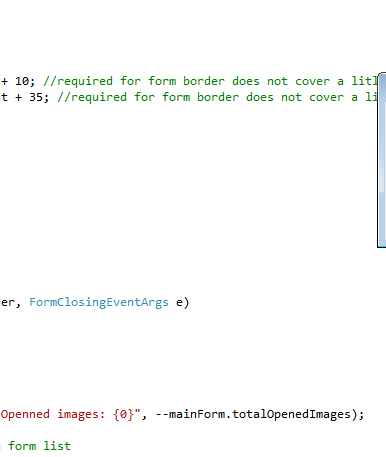 + 10; //required for form border does not cover a litl
t + 35; //required for form border does not cover a li
er, FormClosingEventArgs e)
Openned images: {0}", --mainForm.totalOpenedImages);
form list